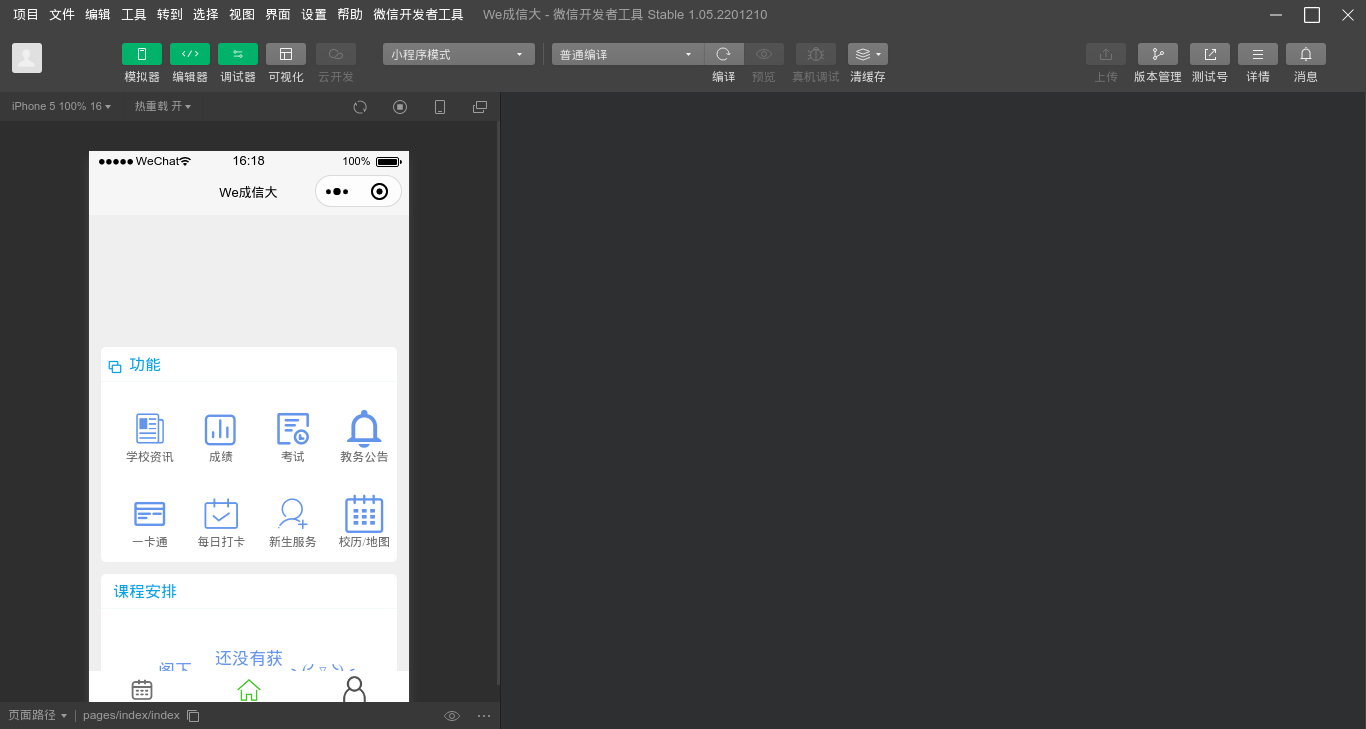 项目 文件 编辑 工具 转到 选择 视图 界面 设置 帮助 微信开发者工具 We成信大 - 微信开发者工具 Stable 1.05.2201210
小程序模式 普通编译
模拟器 编辑器 调试器 可视化 云开发 编译 预览 真机调试 清缓存 上传 版本管理 测试号 详情 消息
iPhone 5 100% 16 热重载 开
WeChat 16:18 100%
We成信大
功能
学校资讯 成绩 考试 教务公告
一卡通 每日打卡 新生服务 校历/地图
课程安排
还没有获
阁下
页面路径 pages/index/index